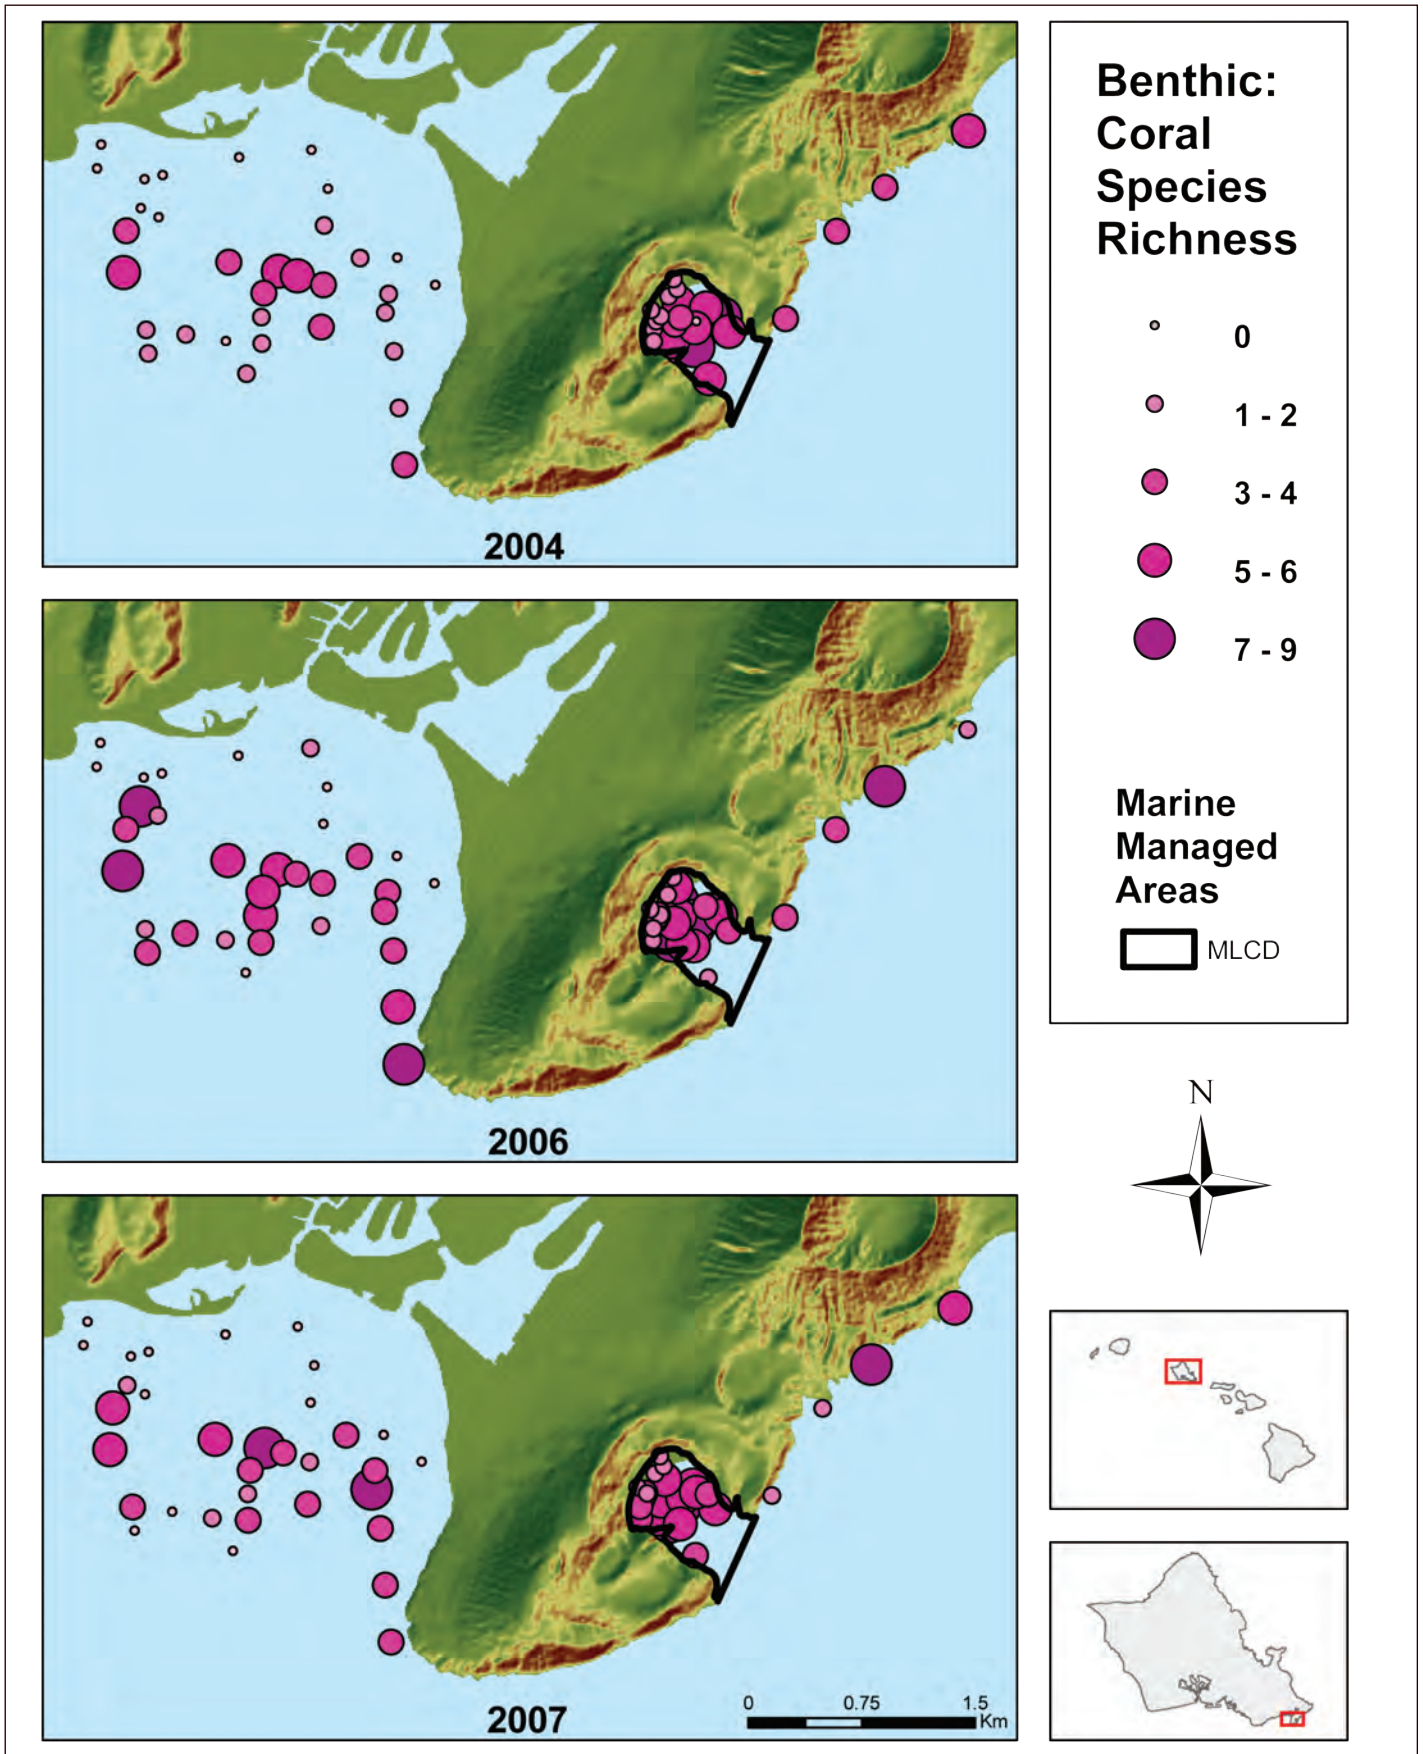 2004
2006
2007
0 0.75 1.5
Km
Benthic:
Coral
Species
Richness
0
1 - 2
3 - 4
5 - 6
7 - 9
Marine
Managed
Areas
MLCD
N